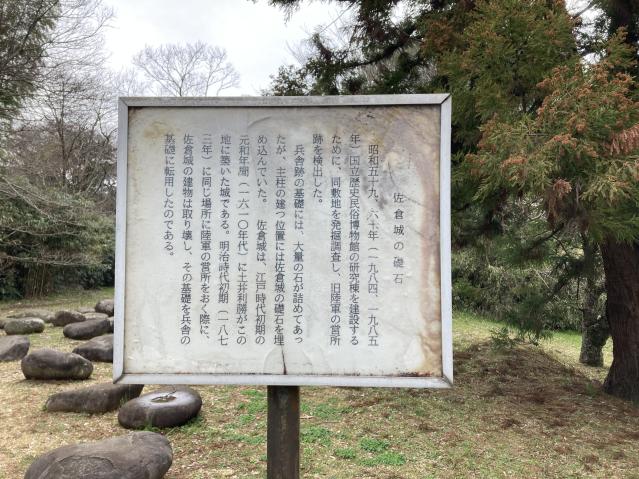 佐倉城の礎石
昭和五十九、六十年(一九八四、一九八五
年)国立歴史民俗博物館の研究棟を建設する
ために、同敷地を発掘調査し、旧陸軍の営所
跡を検出した。
兵舎跡の基礎には、大量の石が詰めてあっ
たが、主柱の建つ位置には佐倉城の礎石を埋
め込んでいた。 佐倉城は、江戸時代初期の
元和年間(一六一〇年代)に土井利勝がこの
地に築いた城である。明治時代初期(一八七
三年)に同じ場所に陸軍の営所をおく際に、
佐倉城の建物は取り壊し、その基礎を兵舎の
基礎に転用したのである。